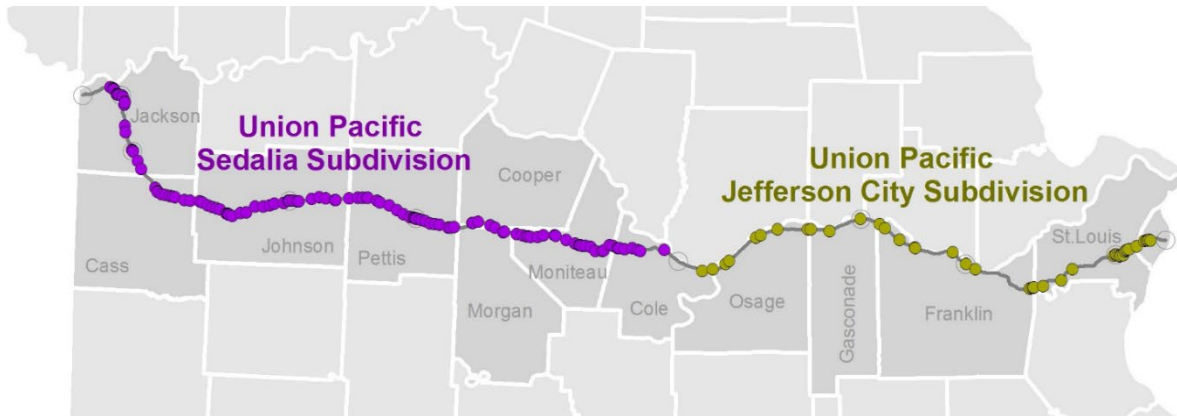 Jackson
Union Pacific
Sedalia Subdivision
Union Pacific
Jefferson City Subdivision
Cooper
Johnson
Pettis
Cass
Moniteau
Morgan
Cole
Osage
Gasconade
Franklin
St.Louis